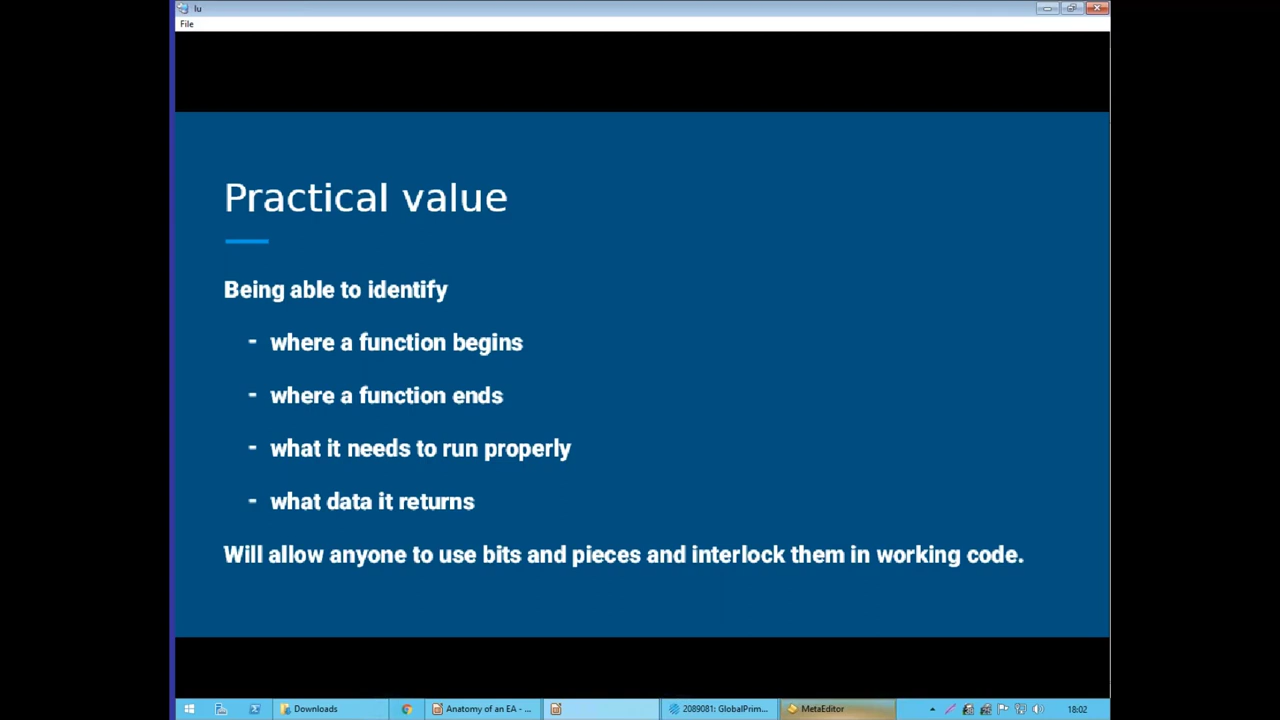 lu
File
Practical value
Being able to identify
- where a function begins
- where a function ends
- what it needs to run properly
- what data it returns
Will allow anyone to use bits and pieces and interlock them in working code.
Downloads
Anatomy of an EA - ...
2089081: GlobalPrim...
MetaEditor
18:02